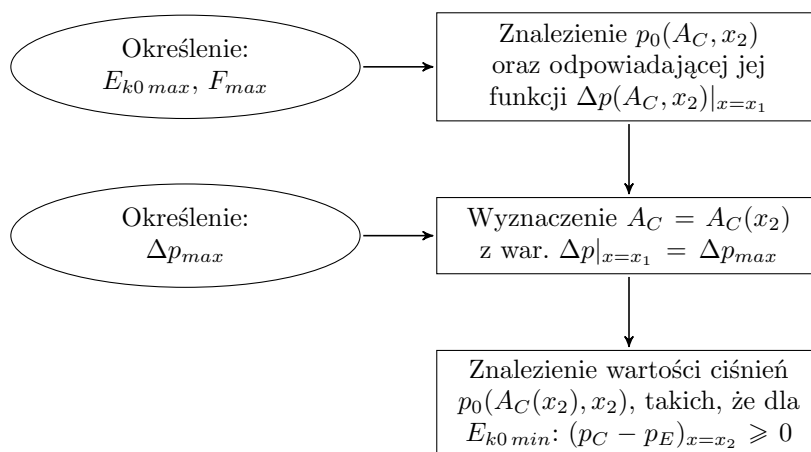 Określenie:
E_{k0 max}, F_{max}
Znalezienie p_0(A_C, x_2)
oraz odpowiadającej jej
funkcji Δp(A_C, x_2)|_{x=x_1}
Określenie:
Δp_{max}
Wyznaczenie A_C = A_C(x_2)
z war. Δp|_{x=x_1} = Δp_{max}
Znalezienie wartości ciśnień
p_0(A_C(x_2), x_2), takich, że dla
E_{k0 min}: (p_C − p_E)_{x=x_2} ⩾ 0